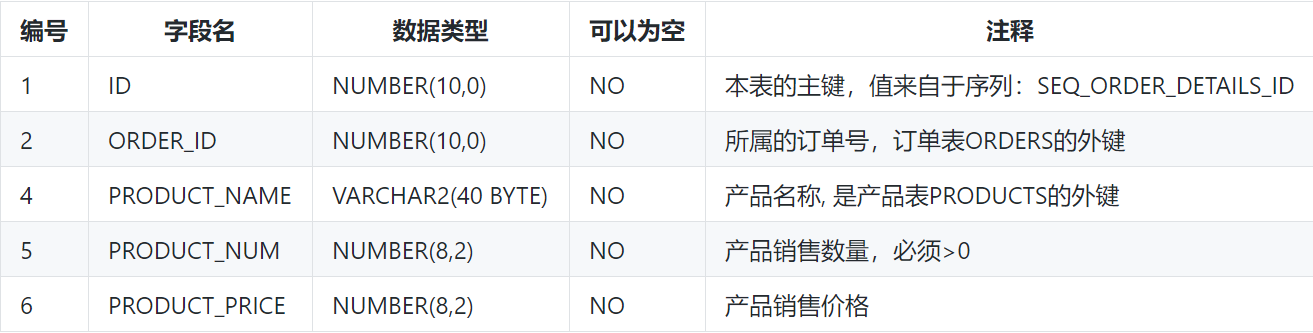 编号 字段名 数据类型 可以为空 注释
1 ID NUMBER(10,0) NO 本表的主键，值来自于序列：SEQ_ORDER_DETAILS_ID
2 ORDER_ID NUMBER(10,0) NO 所属的订单号，订单表ORDERS的外键
4 PRODUCT_NAME VARCHAR2(40 BYTE) NO 产品名称, 是产品表PRODUCTS的外键
5 PRODUCT_NUM NUMBER(8,2) NO 产品销售数量，必须>0
6 PRODUCT_PRICE NUMBER(8,2) NO 产品销售价格